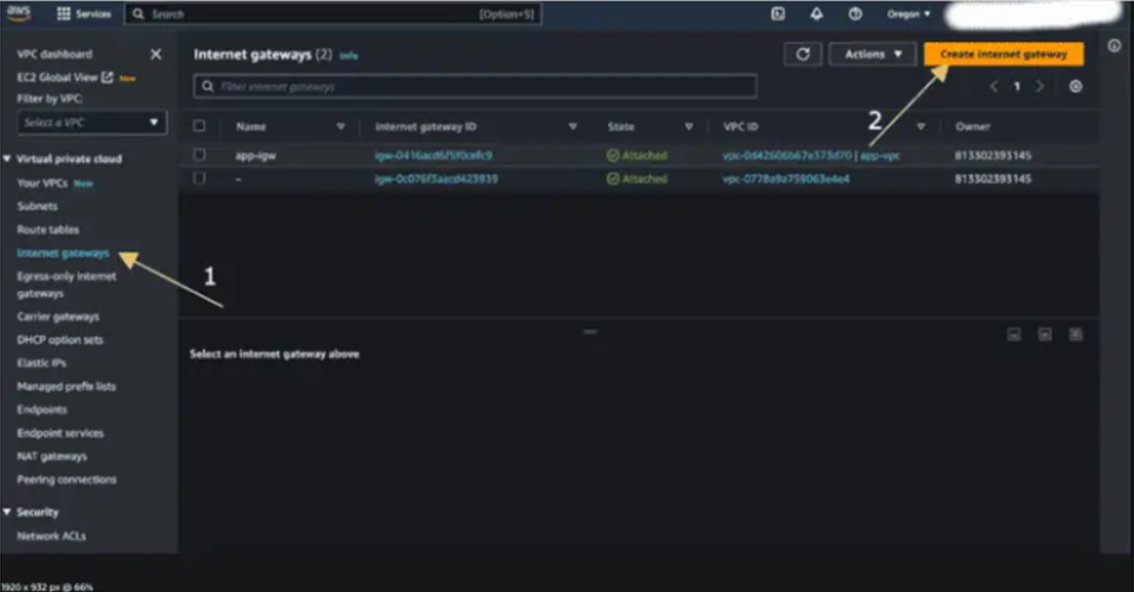 aws Services Search [Option+S] Oregon
VPC dashboard
EC2 Global View New
Filter by VPC:
Select a VPC
Virtual private cloud
Your VPCs New
Subnets
Route tables
Internet gateways
Egress-only internet
gateways
Carrier gateways
DHCP option sets
Elastic IPs
Managed prefix lists
Endpoints
Endpoint services
NAT gateways
Peering connections
Security
Network ACLs
1
Internet gateways (2) Info
Actions
Create internet gateway
Filter internet gateways
1
2
Name Internet gateway ID State VPC ID Owner
app-igw Attached vpc-0d42606b67e373d70 | app-vpc 813302393145
- igw-0c076f3aacd423939 Attached vpc-0778a9a759063e4e4 813302393145
Select an internet gateway above
1920 x 932 px @ 66%